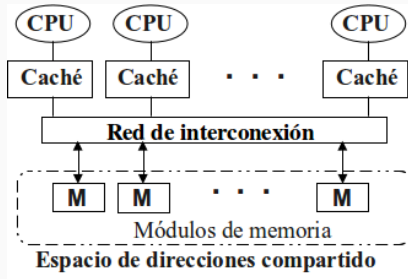 CPU CPU CPU
Caché Caché . . . Caché
Red de interconexión
M M . . . M
Módulos de memoria
Espacio de direcciones compartido